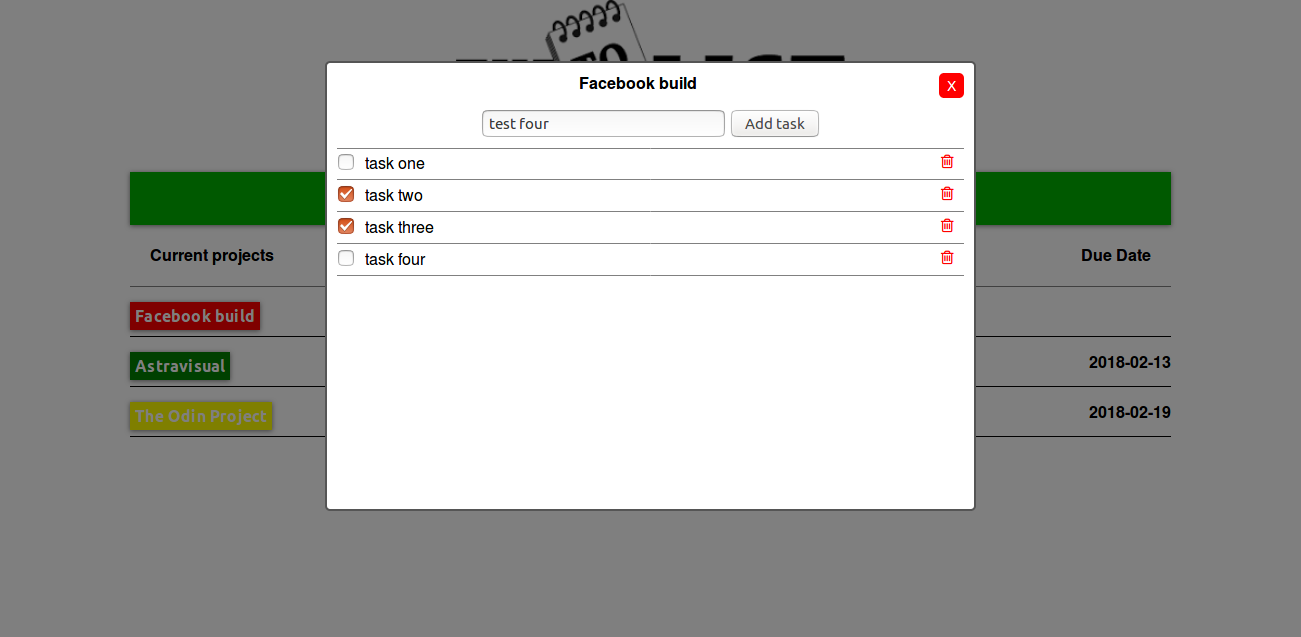 TO
Facebook build
X
test four
Add task
task one
task two
task three
task four
Current projects
Due Date
Facebook build
Astravisual
2018-02-13
The Odin Project
2018-02-19